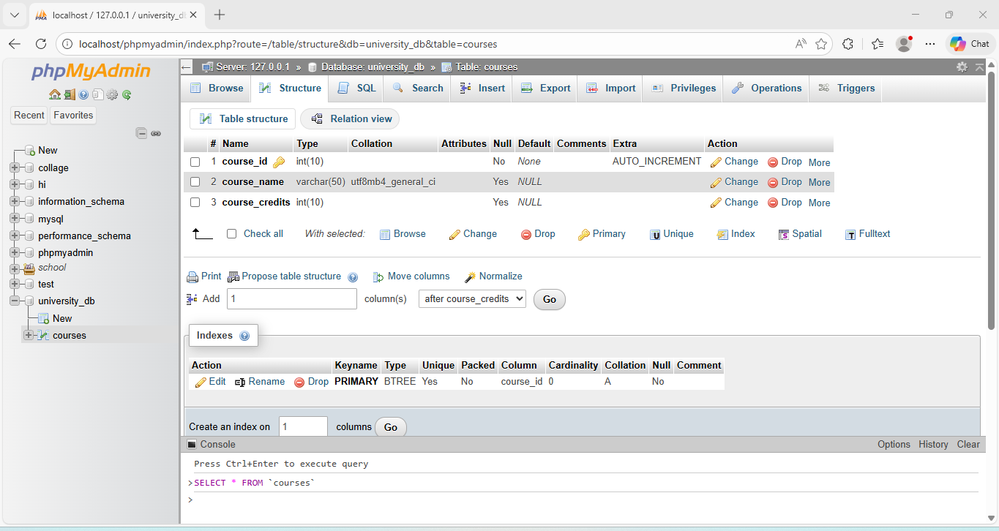 localhost / 127.0.0.1 / university_d
localhost/phpmyadmin/index.php?route=/table/structure&db=university_db&table=courses
Chat
phpMyAdmin
Recent Favorites
New
collage
hi
information_schema
mysql
performance_schema
phpmyadmin
school
test
university_db
New
courses
Server: 127.0.0.1 » Database: university_db » Table: courses
Browse Structure SQL Search Insert Export Import Privileges Operations Triggers
Table structure Relation view
# Name Type Collation Attributes Null Default Comments Extra Action
1 course_id int(10) No None AUTO_INCREMENT Change Drop More
2 course_name varchar(50) utf8mb4_general_ci Yes NULL Change Drop More
3 course_credits int(10) Yes NULL Change Drop More
Check all With selected: Browse Change Drop Primary Unique Index Spatial Fulltext
Print Propose table structure Move columns Normalize
Add 1 column(s) after course_credits Go
Indexes
Action Keyname Type Unique Packed Column Cardinality Collation Null Comment
Edit Rename Drop PRIMARY BTREE Yes No course_id 0 A No
Create an index on 1 columns Go
Console Options History Clear
Press Ctrl+Enter to execute query
>SELECT * FROM `courses`
>